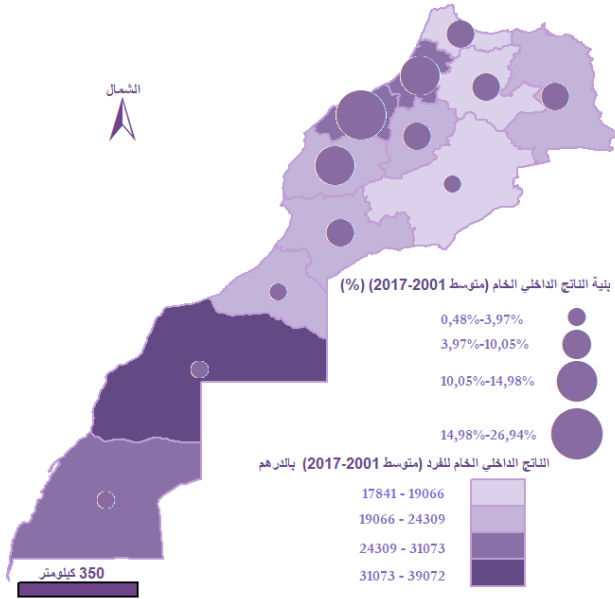 الشمال
بنية الناتج الداخلي الخام (متوسط 2001-2017) (%)
0,48%-3,97%
3,97%-10,05%
10,05%-14,98%
14,98%-26,94%
الناتج الداخلي الخام للفرد (متوسط 2001-2017) بالدرهم
17841 - 19066
19066 - 24309
24309 - 31073
31073 - 39072
350 كيلومتر